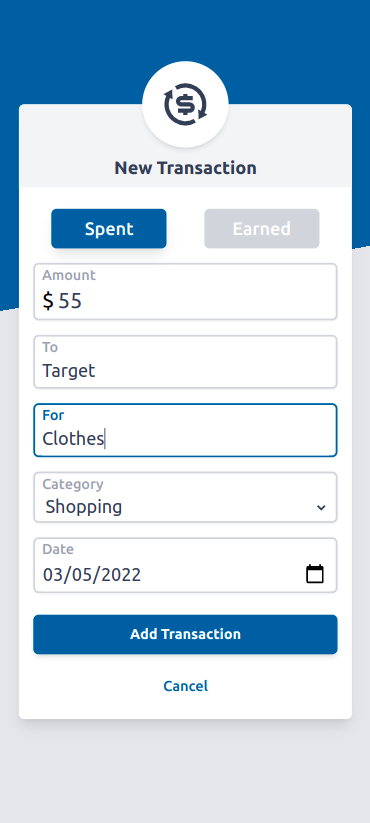 New Transaction
Spent
Earned
Amount
$ 55
To
Target
For
Clothes
Category
Shopping
Date
03/05/2022
Add Transaction
Cancel